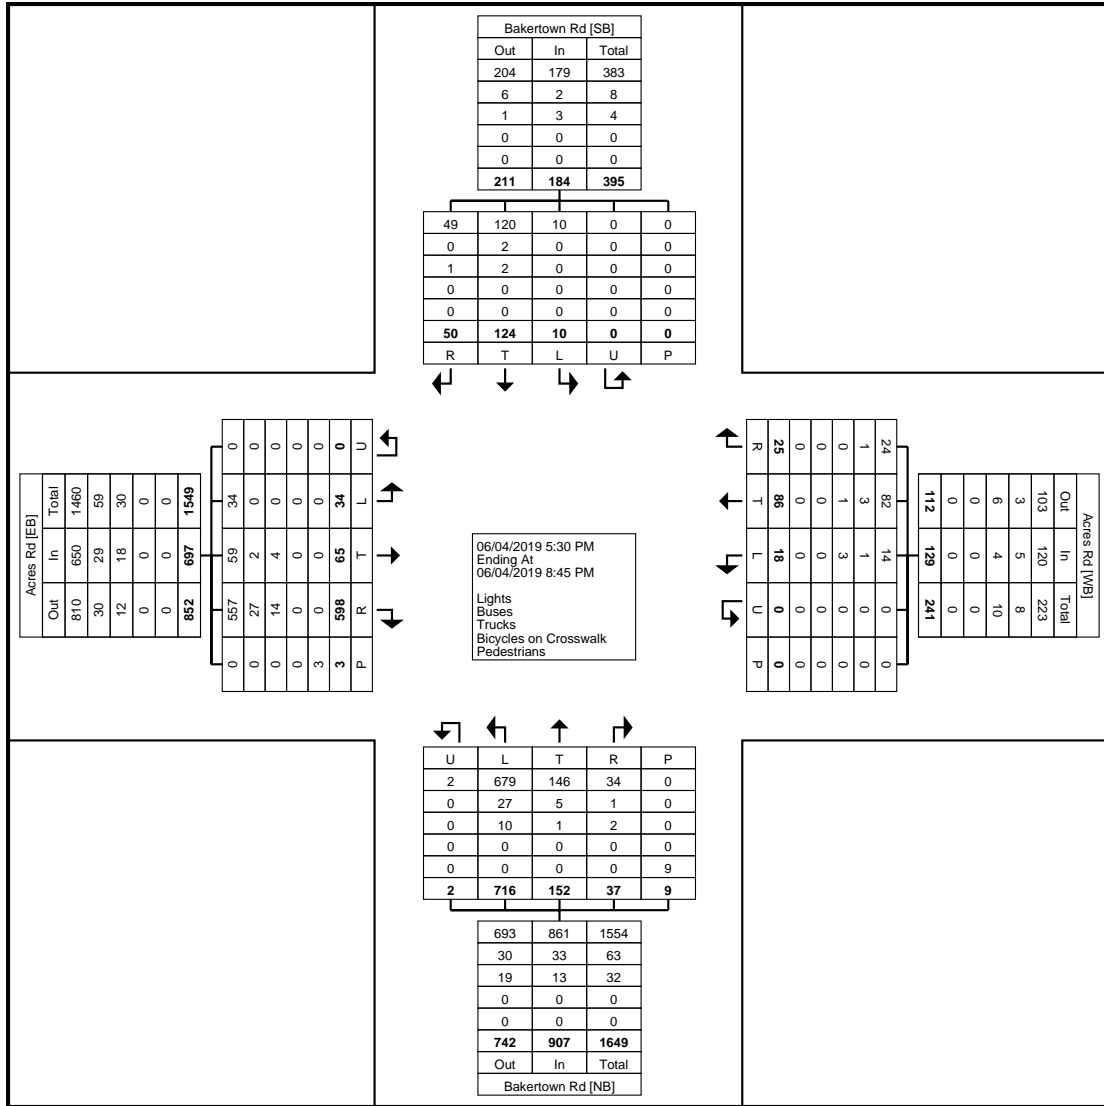 Bakertown Rd [SB]
Out In Total
204 179 383
6 2 8
1 3 4
0 0 0
0 0 0
211 184 395
49 120 10 0 0
0 2 0 0 0
1 2 0 0 0
0 0 0 0 0
0 0 0 0 0
50 124 10 0 0
R T L U P
Acres Rd [EB]
Total 1460 59 30 0 0 1549
In 650 29 18 0 0 697
Out 810 30 12 0 0 852
0 0 0 0 0 0 U
34 0 0 0 0 34 L
59 2 4 0 0 65 T
557 27 14 0 0 598 R
0 0 0 0 3 3 P
06/04/2019 5:30 PM
Ending At
06/04/2019 8:45 PM
Lights
Buses
Trucks
Bicycles on Crosswalk
Pedestrians
R 25 0 0 0 1 24
T 86 0 0 1 3 82
L 18 0 0 3 1 14
U 0 0 0 0 0 0
P 0 0 0 0 0 0
112 0 0 6 3 103 Out
129 0 0 4 5 120 In
241 0 0 10 8 223 Total
Acres Rd [WB]
U L T R P
2 679 146 34 0
0 27 5 1 0
0 10 1 2 0
0 0 0 0 0
0 0 0 0 9
2 716 152 37 9
693 861 1554
30 33 63
19 13 32
0 0 0
0 0 0
742 907 1649
Out In Total
Bakertown Rd [NB]